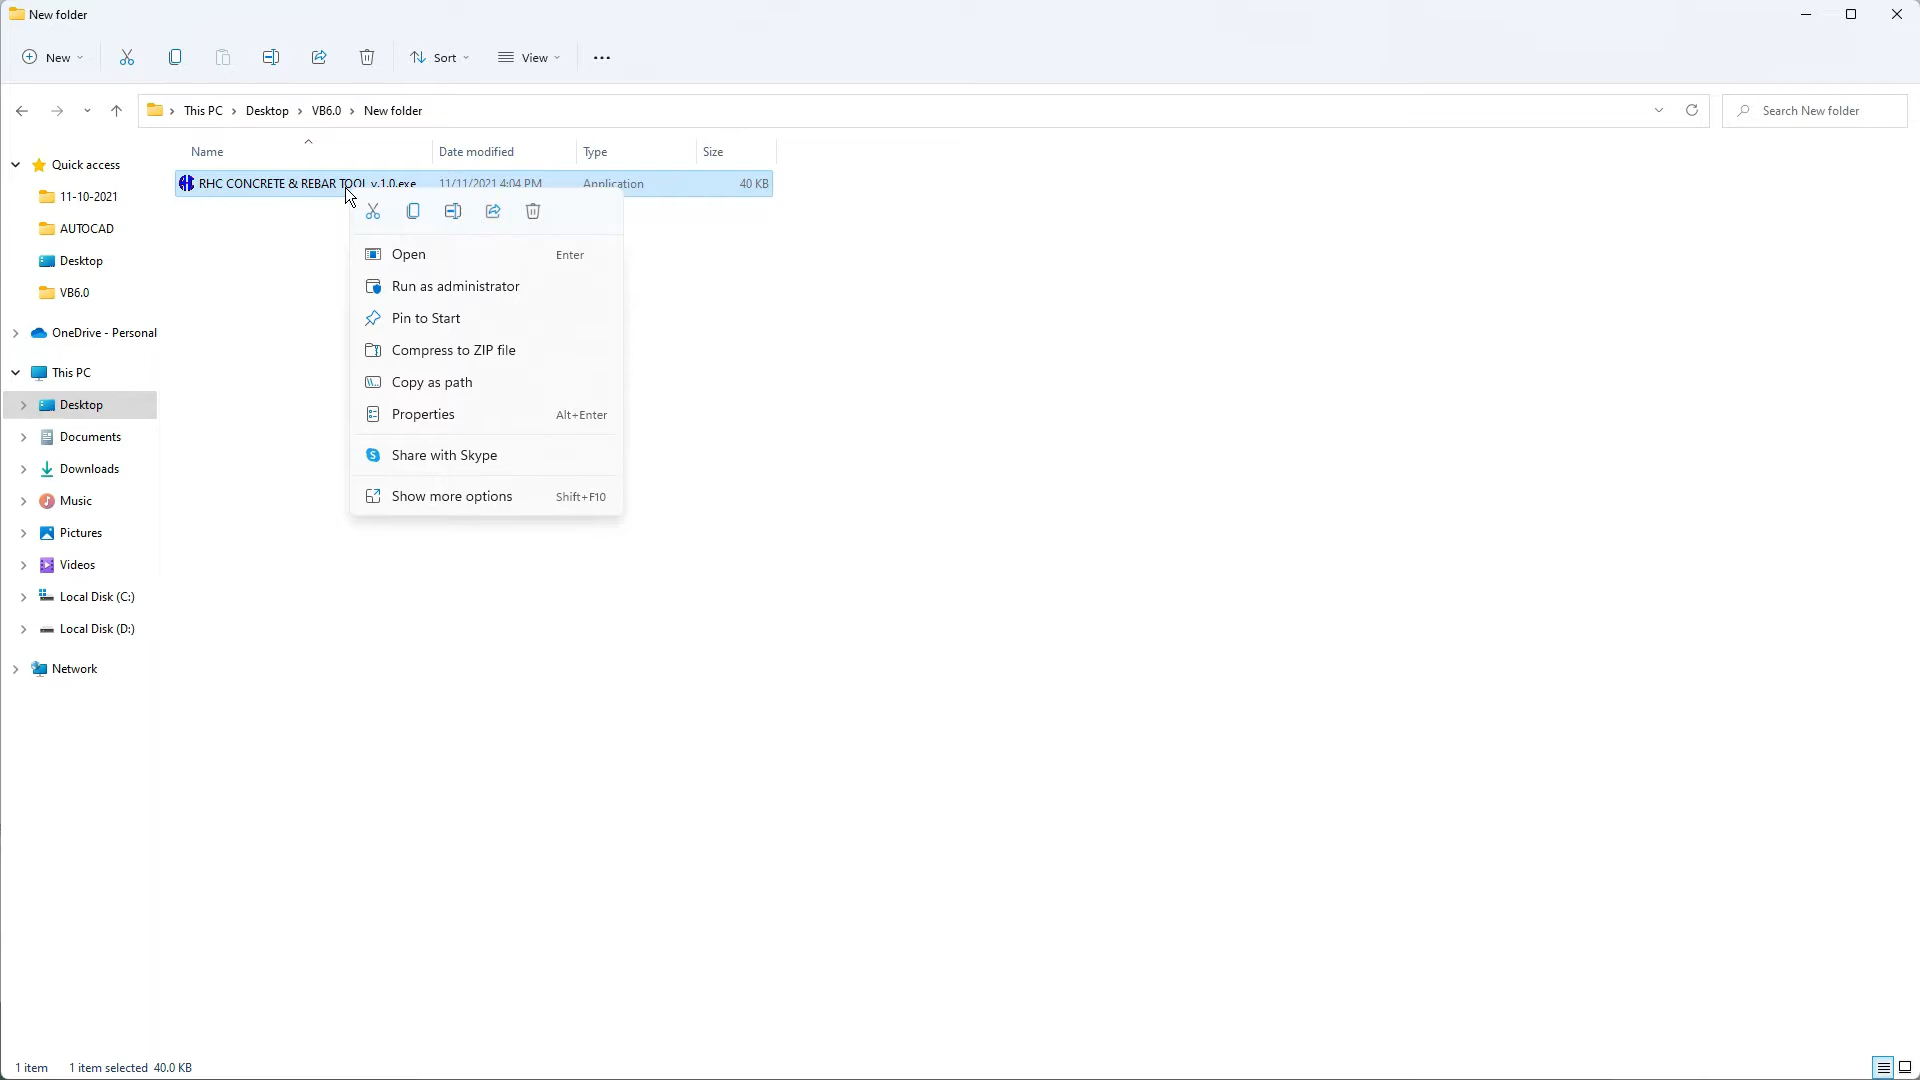 New folder
New
Sort
View
This PC
Desktop
VB6.0
New folder
Search New folder
Name
Date modified
Type
Size
RHC CONCRETE & REBAR TOOL v.1.0.exe
11/11/2021 4:04 PM
Application
40 KB
Quick access
11-10-2021
AUTOCAD
Desktop
VB6.0
OneDrive - Personal
This PC
Desktop
Documents
Downloads
Music
Pictures
Videos
Local Disk (C:)
Local Disk (D:)
Network
Open Enter
Run as administrator
Pin to Start
Compress to ZIP file
Copy as path
Properties Alt+Enter
Share with Skype
Show more options Shift+F10
1 item
1 item selected 40.0 KB